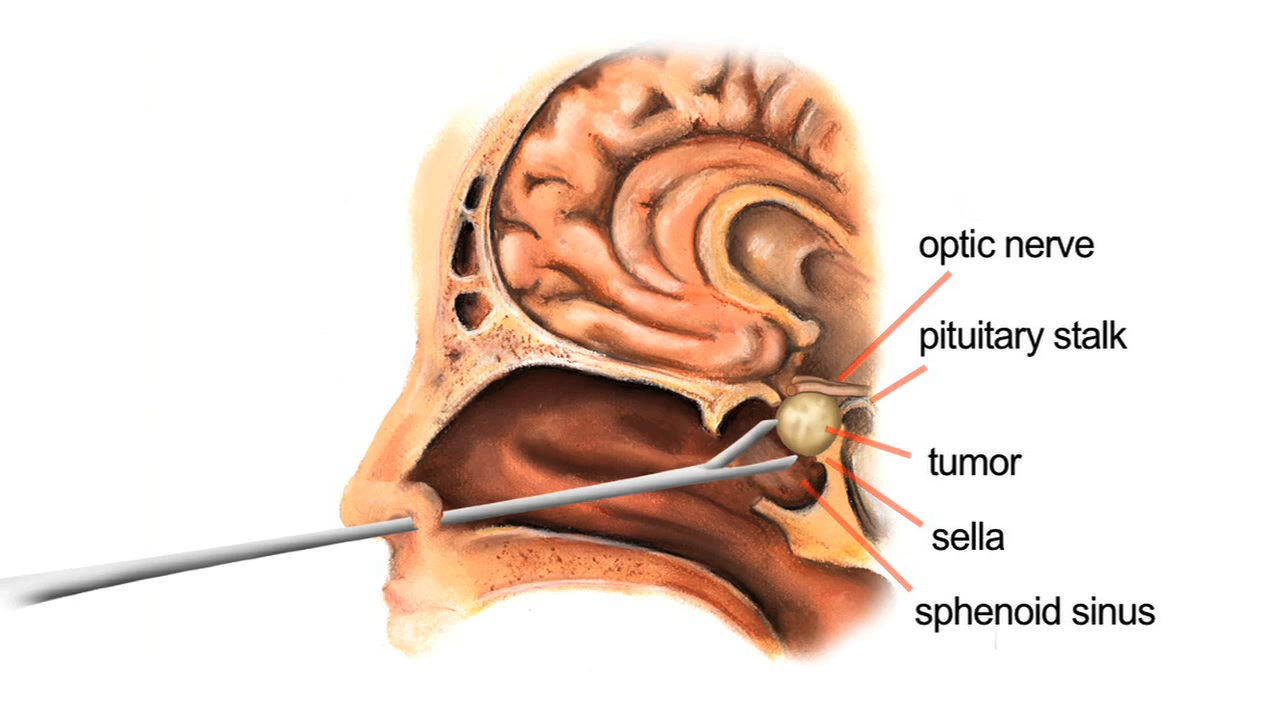 optic nerve
pituitary stalk
tumor
sella
sphenoid sinus